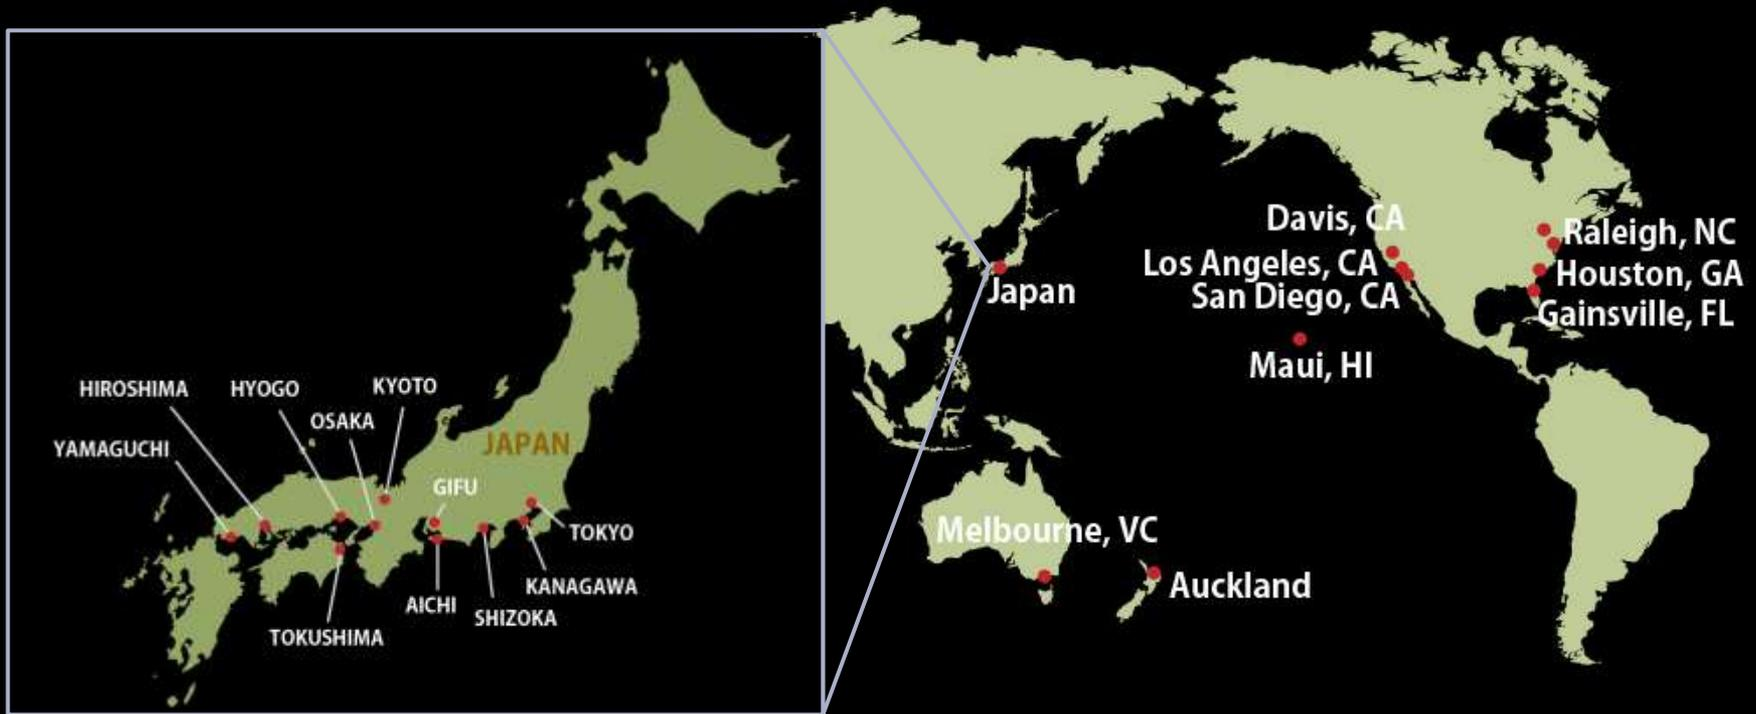 HIROSHIMA
HYOGO
KYOTO
OSAKA
YAMAGUCHI
JAPAN
GIFU
TOKYO
KANAGAWA
AICHI
SHIZOKA
TOKUSHIMA
Davis, CA
Raleigh, NC
Los Angeles, CA
Houston, GA
Japan
San Diego, CA
Gainsville, FL
Maui, HI
Melbourne, VC
Auckland